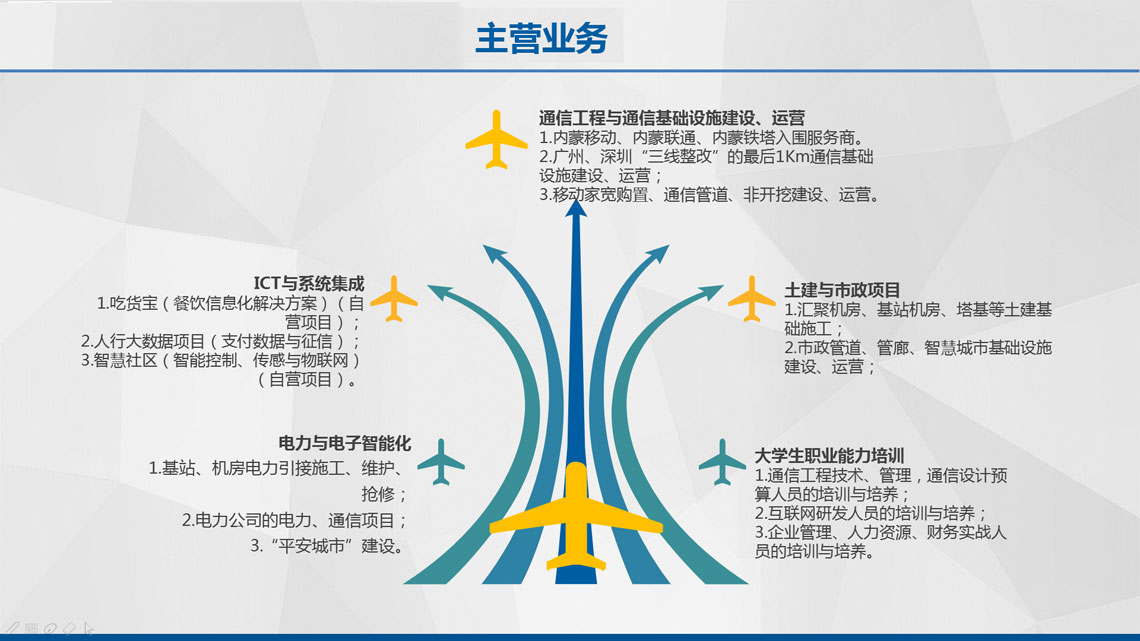 主营业务
通信工程与通信基础设施建设、运营
1.内蒙移动、内蒙联通、内蒙铁塔入围服务商。
2.广州、深圳“三线整改”的最后1Km通信基础
设施建设、运营；
3.移动家宽购置、通信管道、非开挖建设、运营。
ICT与系统集成
1.吃货宝（餐饮信息化解决方案）（自
营项目）；
2.人行大数据项目（支付数据与征信）；
3.智慧社区（智能控制、传感与物联网）
（自营项目）。
土建与市政项目
1.汇聚机房、基站机房、塔基等土建基
础施工；
2.市政管道、管廊、智慧城市基础设施
建设、运营；
电力与电子智能化
1.基站、机房电力引接施工、维护、
抢修；
2.电力公司的电力、通信项目；
3.“平安城市”建设。
大学生职业能力培训
1.通信工程技术、管理，通信设计预
算人员的培训与培养；
2.互联网研发人员的培训与培养；
3.企业管理、人力资源、财务实战人
员的培训与培养。